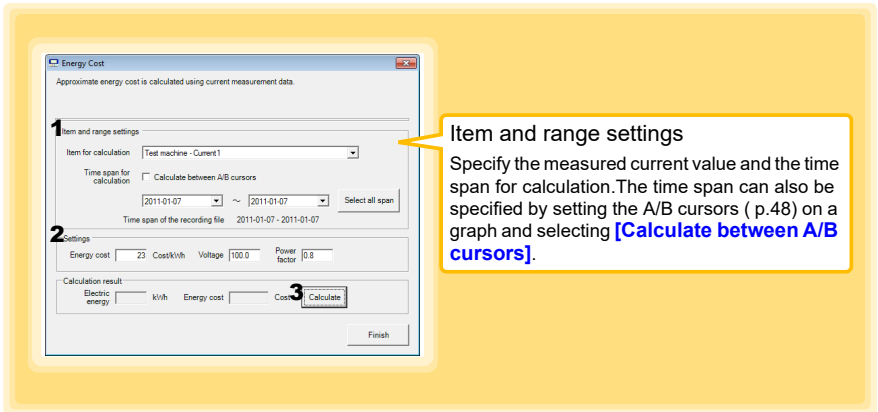 Energy Cost
Approximate energy cost is calculated using current measurement data.
1
Item and range settings
Item for calculation Test machine - Current1
Time span for
calculation
Calculate between A/B cursors
2011-01-07 ~ 2011-01-07 Select all span
Time span of the recording file 2011-01-07 - 2011-01-07
2
Settings
Energy cost 23 Cost/kWh Voltage 100.0 Power
factor 0.8
Calculation result
Electric
energy kWh Energy cost Cost 3 Calculate
Finish
Item and range settings
Specify the measured current value and the time
span for calculation.The time span can also be
specified by setting the A/B cursors ( p.48) on a
graph and selecting [Calculate between A/B
cursors].